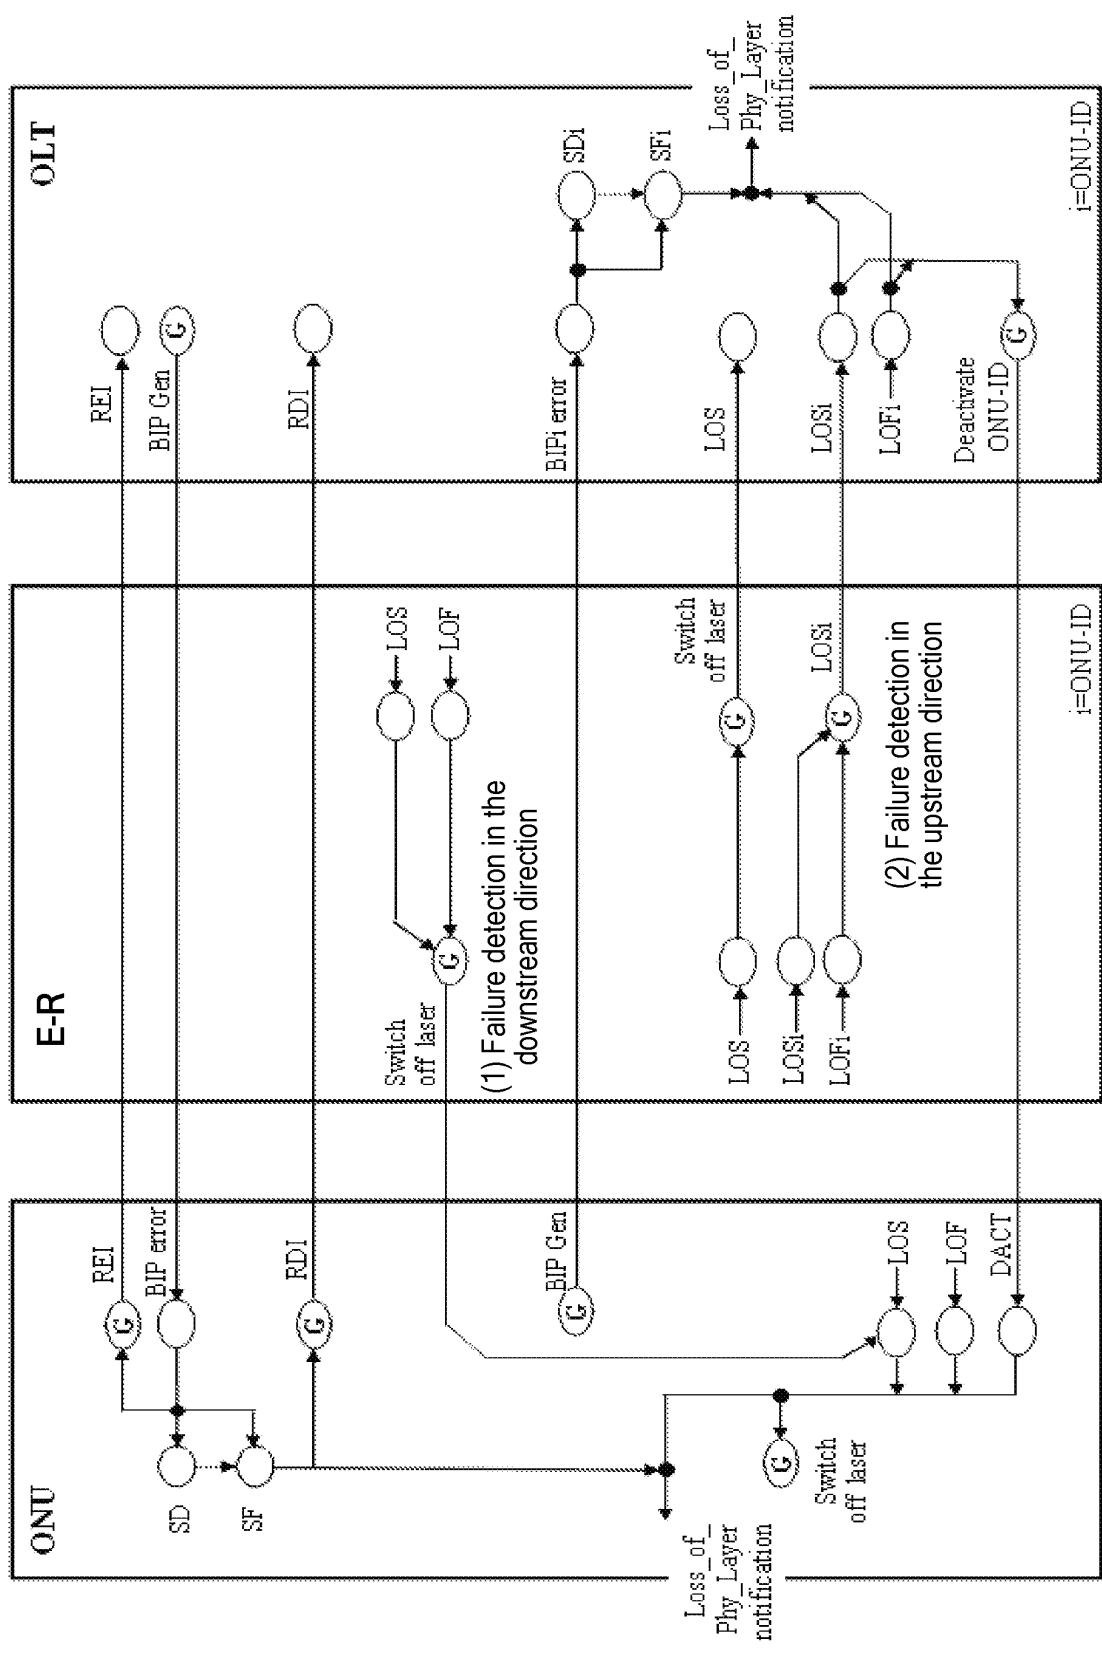 ONU
E-R
OLT
REI
REI
BIP error
BIP Gen
SD
SF
RDI
RDI
G
G
G
Switch
off laser
G
LOS
LOF
(1) Failure detection in the
downstream direction
BIP Gen
G
BIPi error
SDi
SFi
Loss_of_
Phy_Layer
notification
Loss_of_
Phy_Layer
notification
Switch
off laser
G
LOS
LOF
DACT
LOS
LOSi
LOFi
Switch
off laser
G
LOSi
G
(2) Failure detection in
the upstream direction
LOS
LOSi
LOFi
Deactivate
ONU-ID
G
i=ONU-ID
i=ONU-ID